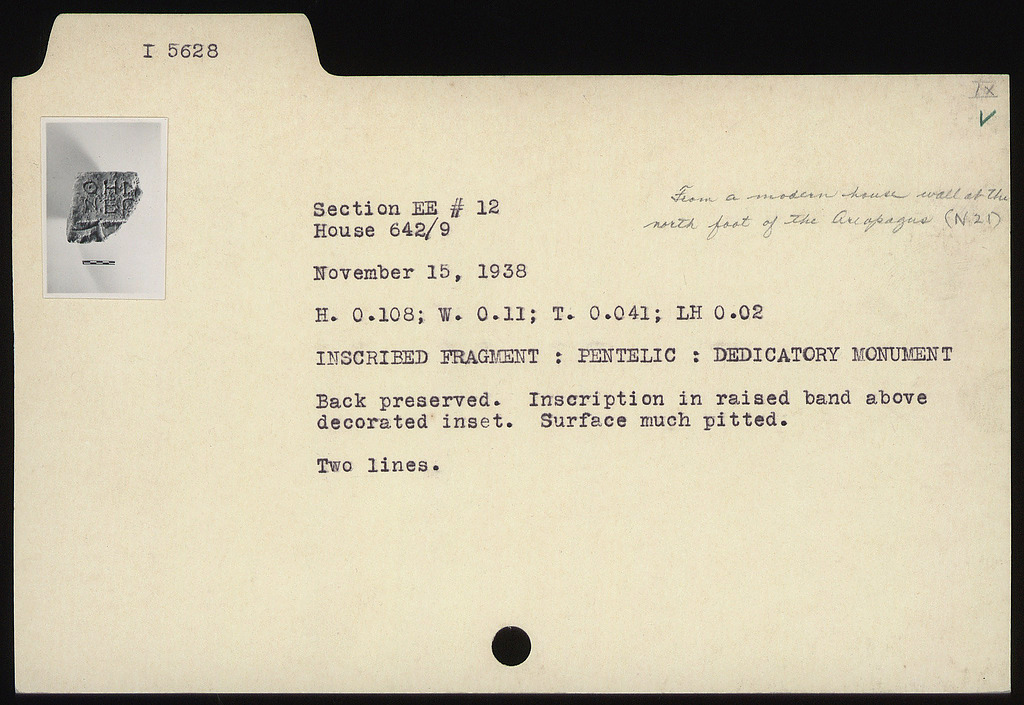 I 5628
IX
✓
From a modern house wall at the
north foot of the Areopagus (N 21)
Section EE # 12
House 642/9
November 15, 1938
H. 0.108; W. 0.11; T. 0.041; LH 0.02
INSCRIBED FRAGMENT : PENTELIC : DEDICATORY MONUMENT
Back preserved.  Inscription in raised band above
decorated inset.  Surface much pitted.
Two lines.